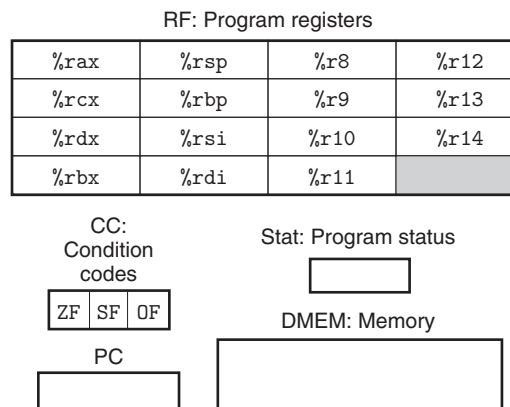 RF: Program registers
%rax %rsp %r8 %r12
%rcx %rbp %r9 %r13
%rdx %rsi %r10 %r14
%rbx %rdi %r11
CC:
Condition
codes
ZF SF OF
Stat: Program status
DMEM: Memory
PC